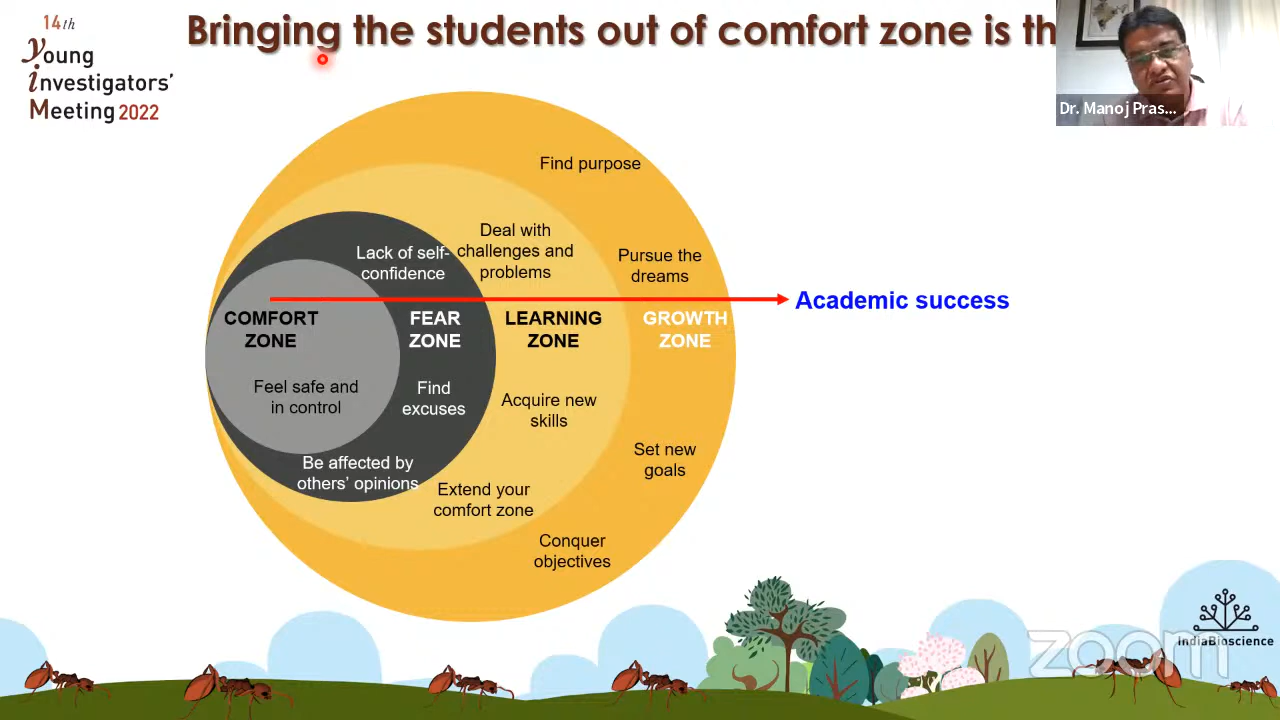 14th
Young
investigators'
Meeting 2022
Bringing the students out of comfort zone is th
Dr. Manoj Pras...
Find purpose
Deal with
challenges and
problems
Lack of self-
confidence
Pursue the
dreams
Academic success
COMFORT
ZONE
FEAR
ZONE
LEARNING
ZONE
GROWTH
ZONE
Feel safe and
in control
Find
excuses
Acquire new
skills
Set new
goals
Be affected by
others' opinions
Extend your
comfort zone
Conquer
objectives
zoom
IndiaBioscience